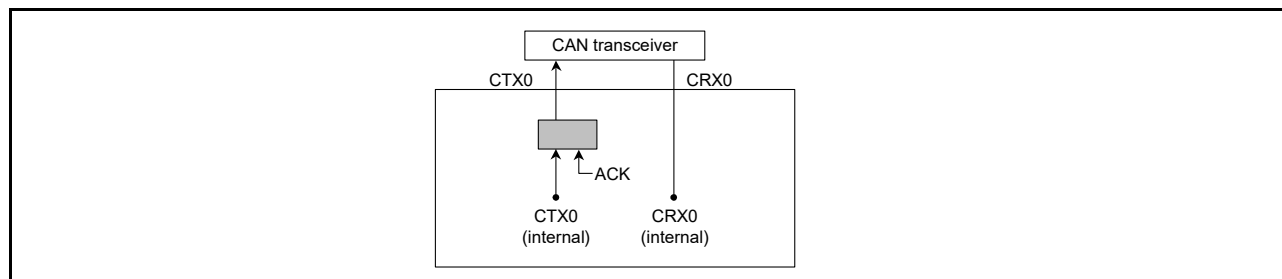 CAN transceiver
CTX0
CRX0
ACK
CTX0
(internal)
CRX0
(internal)